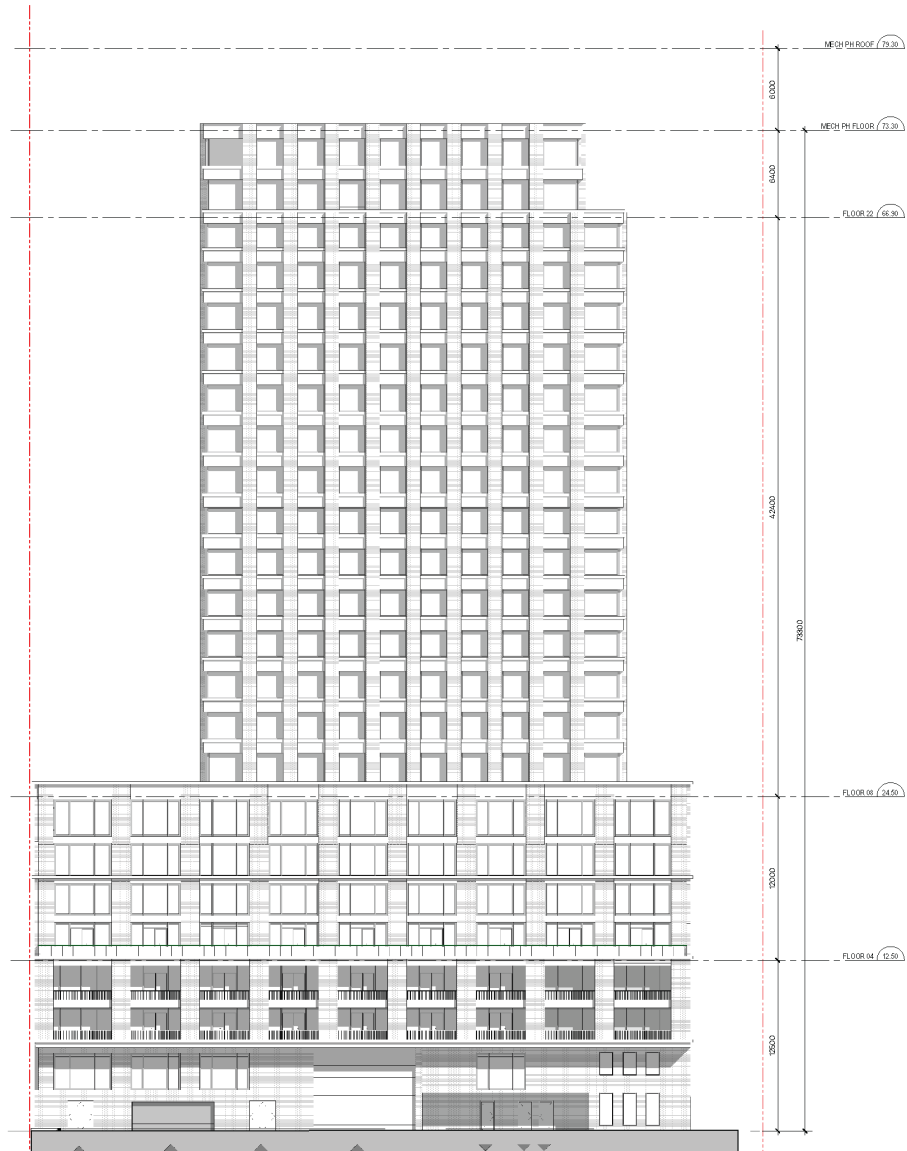 MECH PH ROOF 79.30
6000
MECH PH FLOOR 73.30
6400
FLOOR 22 66.90
42400
73300
FLOOR 08 24.50
12000
FLOOR 04 12.50
12500